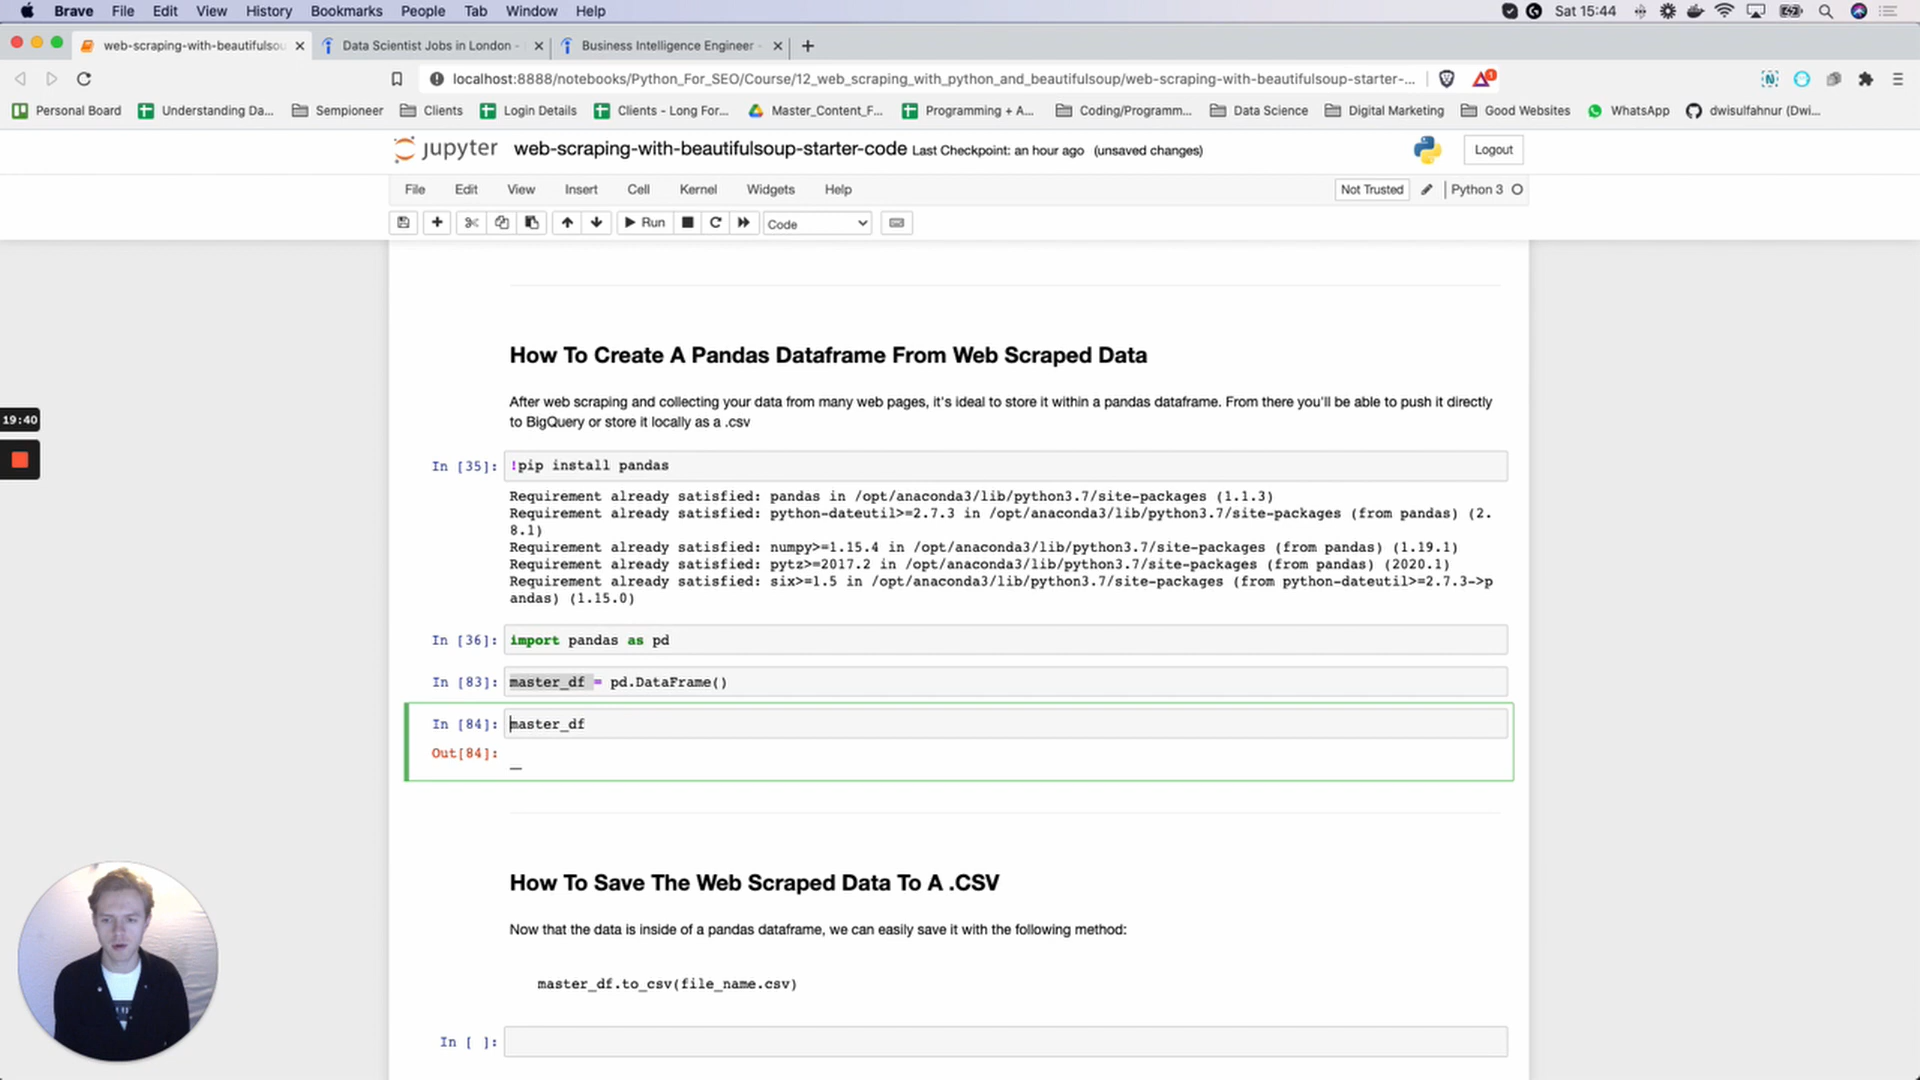 Brave File Edit View History Bookmarks People Tab Window Help Sat 15:44
web-scraping-with-beautifulsou Data Scientist Jobs in London - Business Intelligence Engineer -
localhost:8888/notebooks/Python_For_SEO/Course/12_web_scraping_with_python_and_beautifulsoup/web-scraping-with-beautifulsoup-starter-... 1
Personal Board Understanding Da... Sempioneer Clients Login Details Clients - Long For... Master_Content_F... Programming + A... Coding/Programm... Data Science Digital Marketing Good Websites WhatsApp dwisulfahnur (Dwi...
jupyter web-scraping-with-beautifulsoup-starter-code Last Checkpoint: an hour ago (unsaved changes) Logout
File Edit View Insert Cell Kernel Widgets Help Not Trusted Python 3
Run Code
How To Create A Pandas Dataframe From Web Scraped Data
After web scraping and collecting your data from many web pages, it's ideal to store it within a pandas dataframe. From there you'll be able to push it directly
to BigQuery or store it locally as a .csv
19:40
In [35]: !pip install pandas
Requirement already satisfied: pandas in /opt/anaconda3/lib/python3.7/site-packages (1.1.3)
Requirement already satisfied: python-dateutil>=2.7.3 in /opt/anaconda3/lib/python3.7/site-packages (from pandas) (2.
8.1)
Requirement already satisfied: numpy>=1.15.4 in /opt/anaconda3/lib/python3.7/site-packages (from pandas) (1.19.1)
Requirement already satisfied: pytz>=2017.2 in /opt/anaconda3/lib/python3.7/site-packages (from pandas) (2020.1)
Requirement already satisfied: six>=1.5 in /opt/anaconda3/lib/python3.7/site-packages (from python-dateutil>=2.7.3->p
andas) (1.15.0)
In [36]: import pandas as pd
In [83]: master_df = pd.DataFrame()
In [84]: master_df
Out[84]:
How To Save The Web Scraped Data To A .CSV
Now that the data is inside of a pandas dataframe, we can easily save it with the following method:
master_df.to_csv(file_name.csv)
In [ ]: